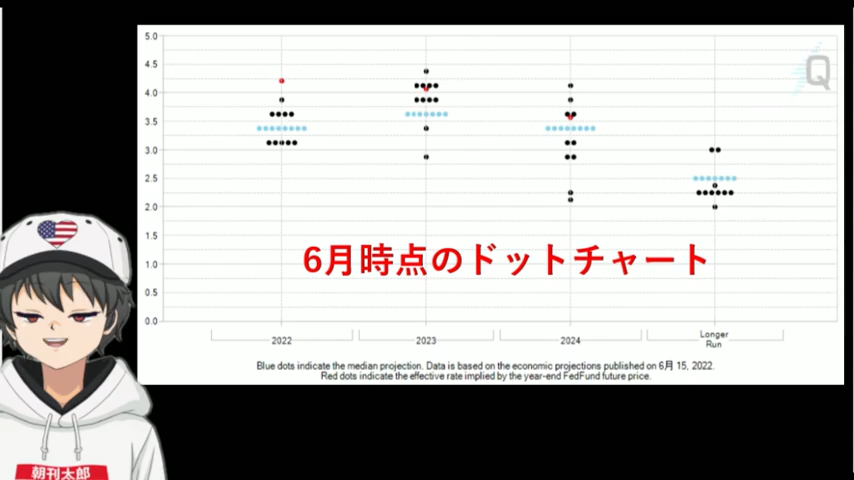 5.0
4.5
4.0
3.5
3.0
2.5
2.0
1.5
1.0
0.5
0.0
Q
6月時点のドットチャート
2022
2023
2024
Longer
Run
Blue dots indicate the median projection. Data is based on the economic projections published on 6月 15, 2022.
Red dots indicate the effective rate implied by the year-end FedFund future price.
朝刊太郎